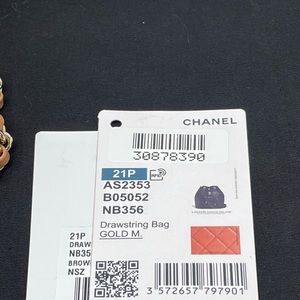 CHANEL
30878390
21P
AS2353
B05052
NB356
Drawstring Bag
GOLD M.
3 572657 797901
21P
DRAW
NB35
BROW
NSZ